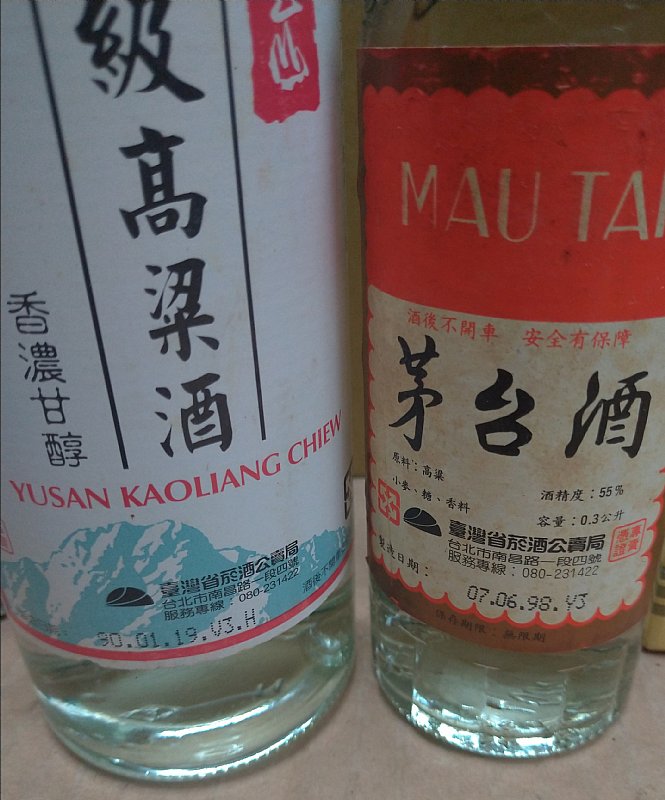 級高粱酒
香濃甘醇
YUSAN KAOLIANG CHIEW
臺灣省菸酒公賣局
台北市南昌路一段四號
服務專線：080-231422
90.01.19.V3.H
MAU TAI
酒後不開車 安全有保障
茅台酒
原料：高粱
小麥、糖、香料
酒精度：55%
容量：0.3公升
臺灣省菸酒公賣局
台北市南昌路一段四號
服務專線：080-231422
製造日期：
07.06.98.Y3
保存期限：無限期